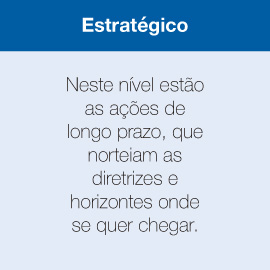 Estratégico
Neste nível estão
as ações de
longo prazo, que
norteiam as
diretrizes e
horizontes onde
se quer chegar.